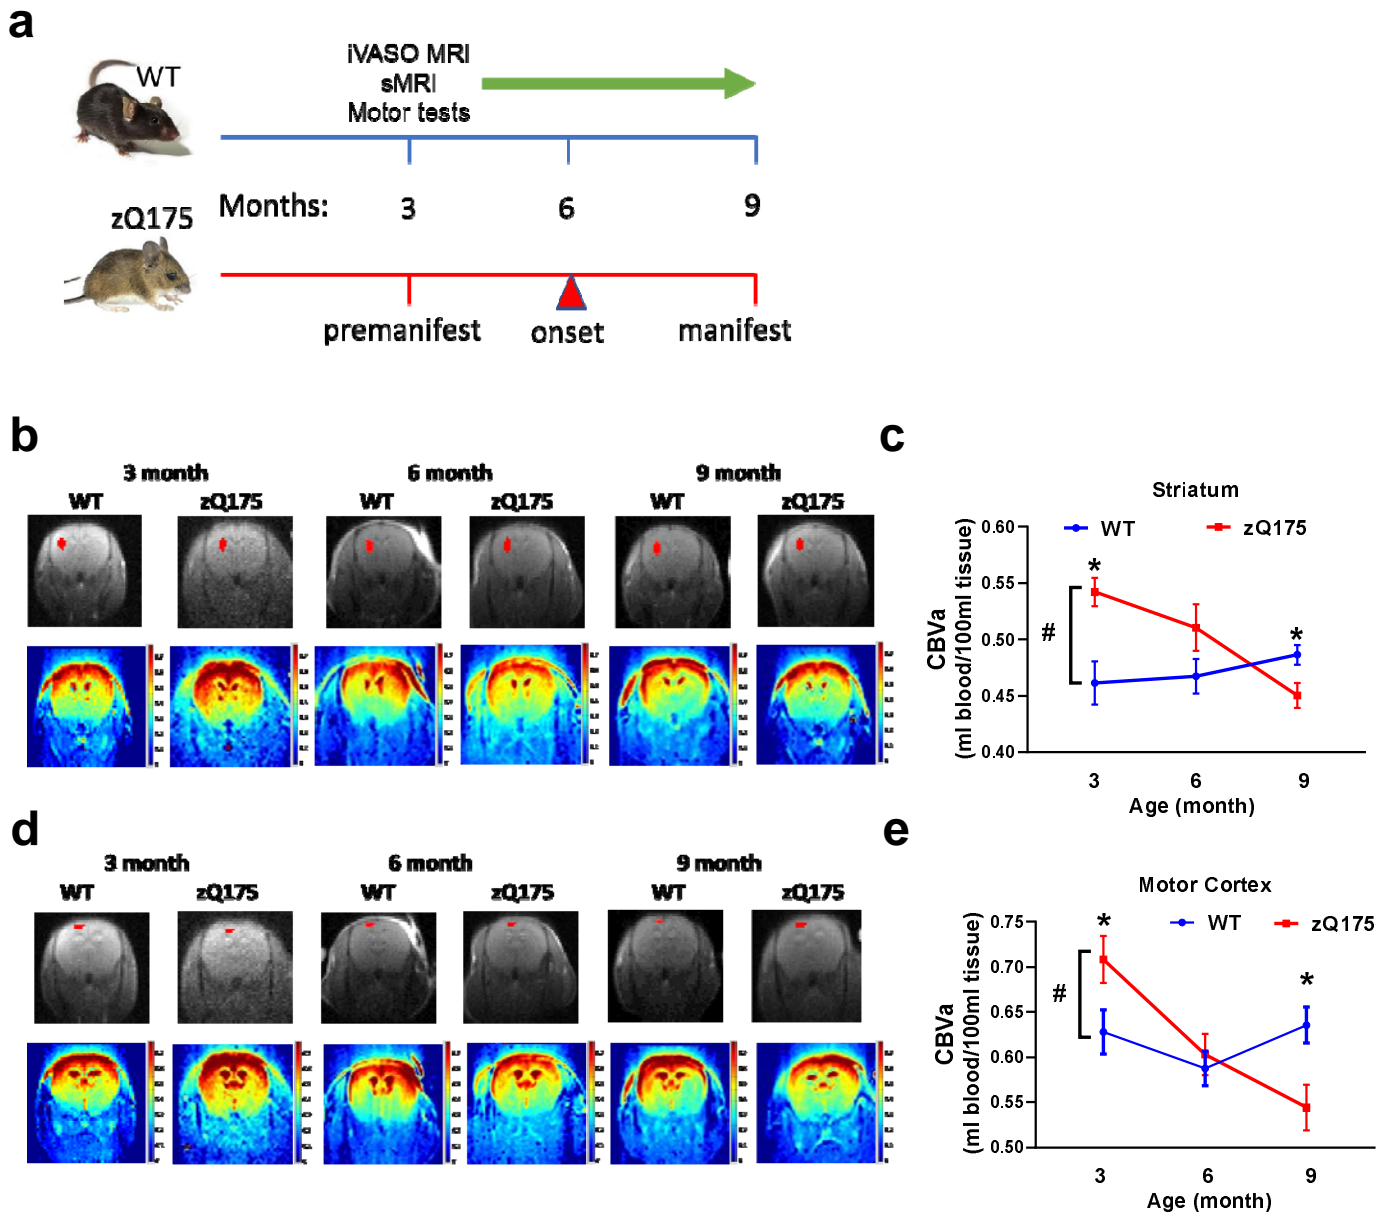 a
WT
iVASO MRI
sMRI
Motor tests
Months:
3
6
9
zQ175
premanifest
onset
manifest
b
3 month
6 month
9 month
WT
zQ175
WT
zQ175
WT
zQ175
c
Striatum
WT
zQ175
CBVa
(ml blood/100ml tissue)
0.60
0.55
0.50
0.45
0.40
*
#
*
3
6
9
Age (month)
d
3 month
6 month
9 month
WT
zQ175
WT
zQ175
WT
zQ175
e
Motor Cortex
WT
zQ175
CBVa
(ml blood/100ml tissue)
0.75
0.70
0.65
0.60
0.55
0.50
*
#
*
3
6
9
Age (month)